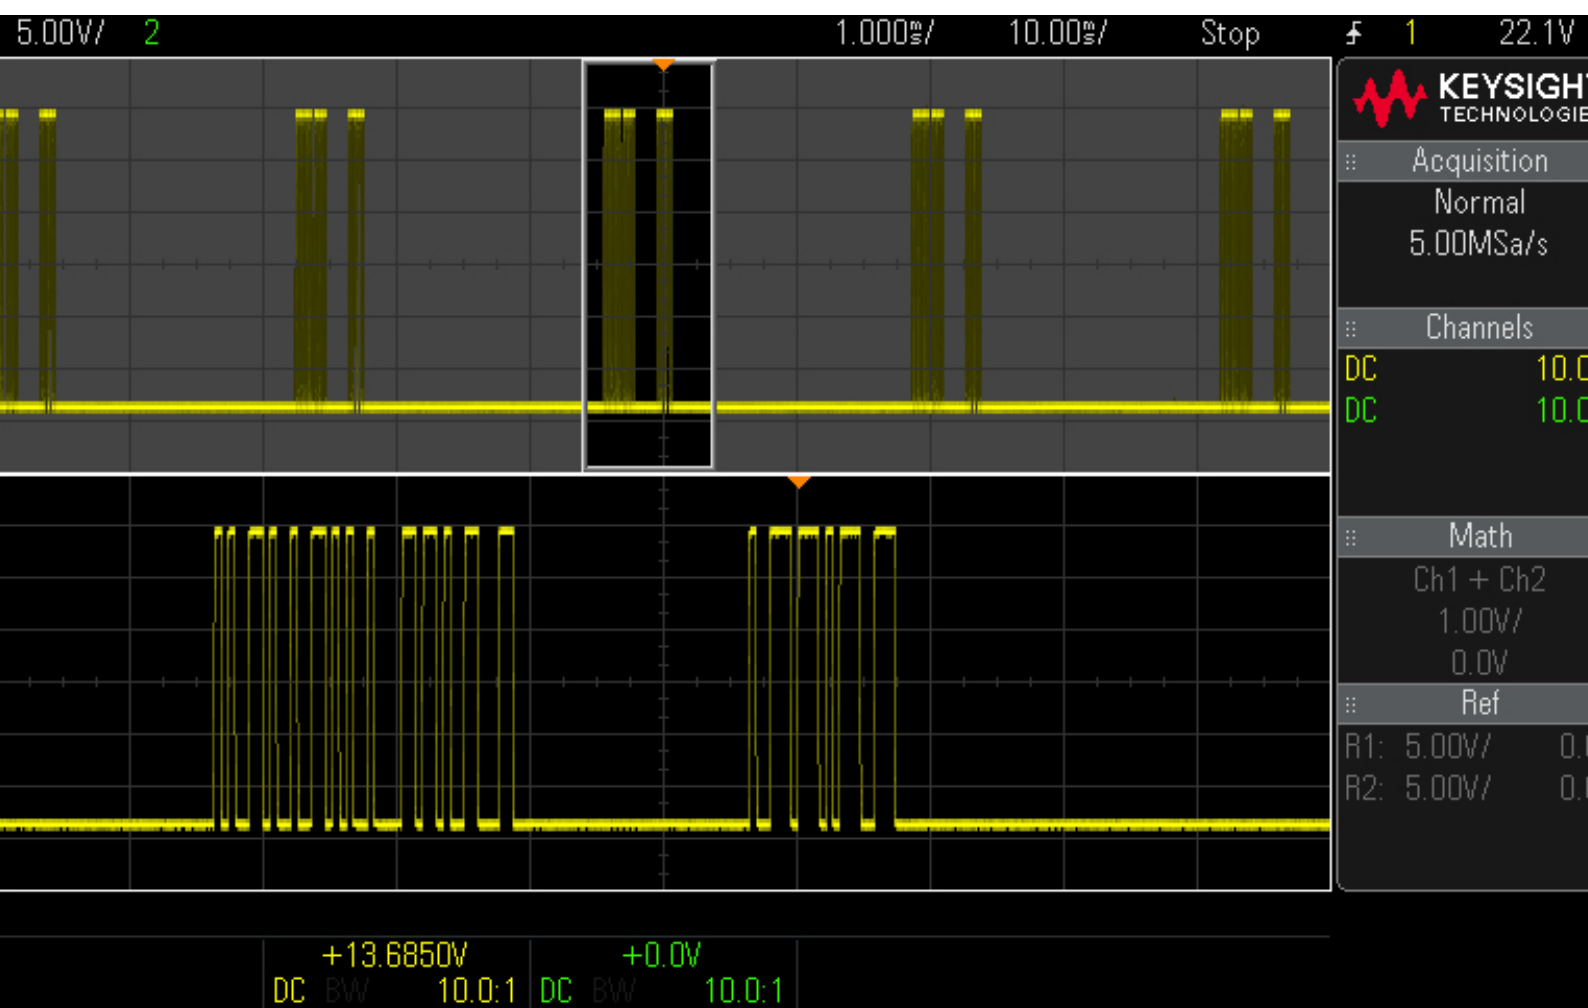 5.00V/ 2 1.000ms/ 10.00ms/ Stop 1 22.1V
KEYSIGHT
TECHNOLOGIE
Acquisition
Normal
5.00MSa/s
Channels
DC 10.0
DC 10.0
Math
Ch1 + Ch2
1.00V/
0.0V
Ref
R1: 5.00V/ 0.
R2: 5.00V/ 0.
+13.6850V +0.0V
DC BW 10.0:1 DC BW 10.0:1